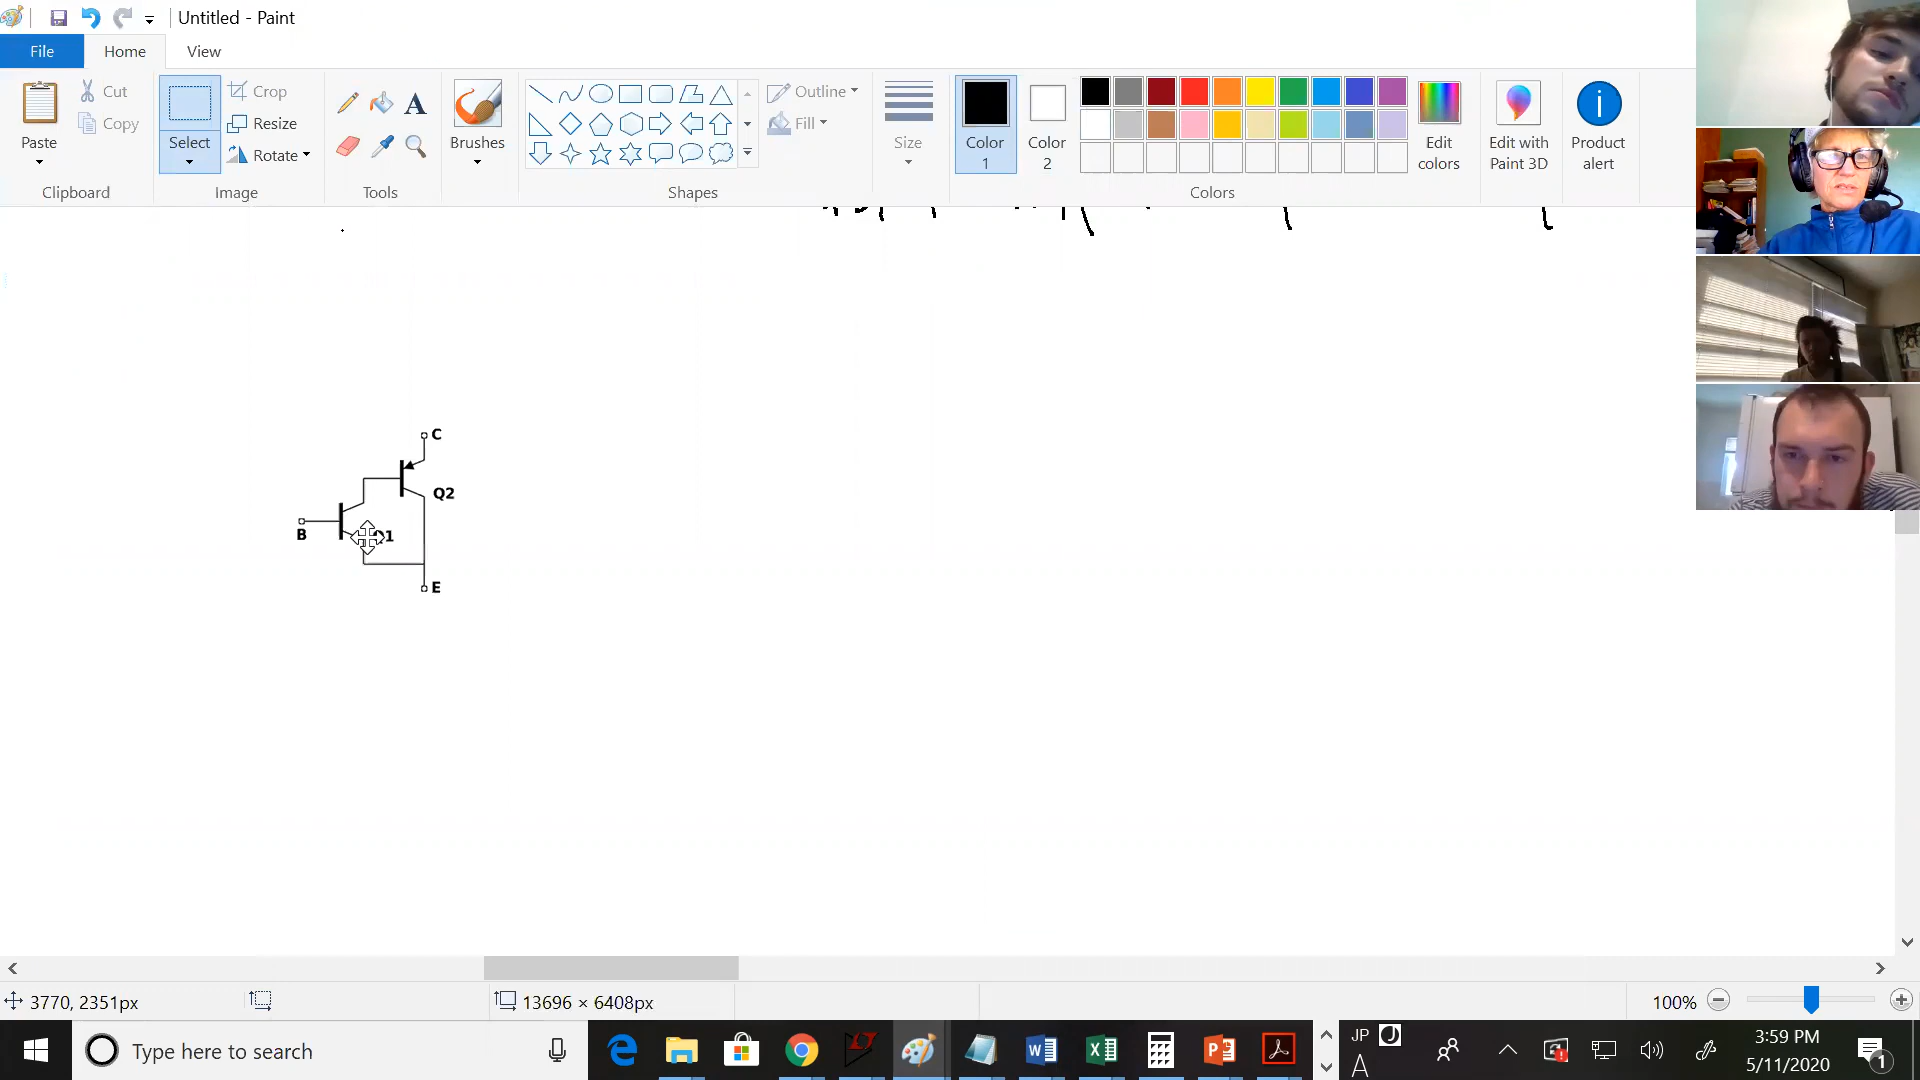 Untitled - Paint
File
Home
View
Paste
Cut
Copy
Clipboard
Select
Crop
Resize
Rotate
Image
A
Tools
Brushes
Shapes
Outline
Fill
Size
Color 1
Color 2
Colors
Edit colors
Edit with Paint 3D
Product alert
C
Q2
B
1
E
3770, 2351px
13696 × 6408px
100%
Type here to search
JP
A
3:59 PM
5/11/2020
1